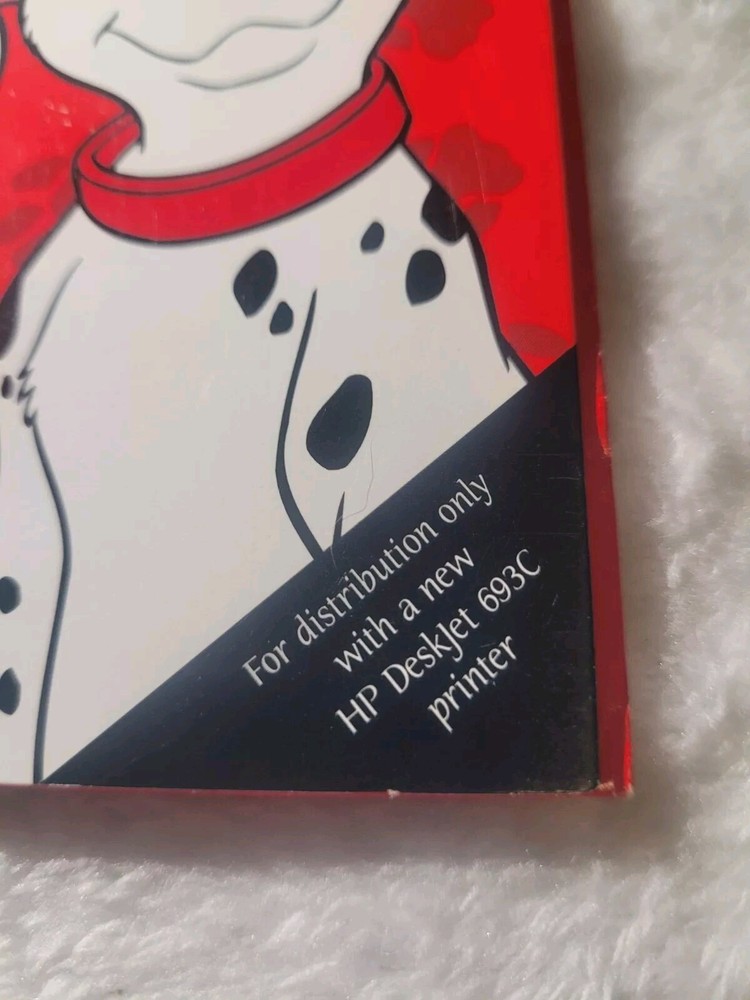 For distribution only
with a new
HP DeskJet 693C
printer